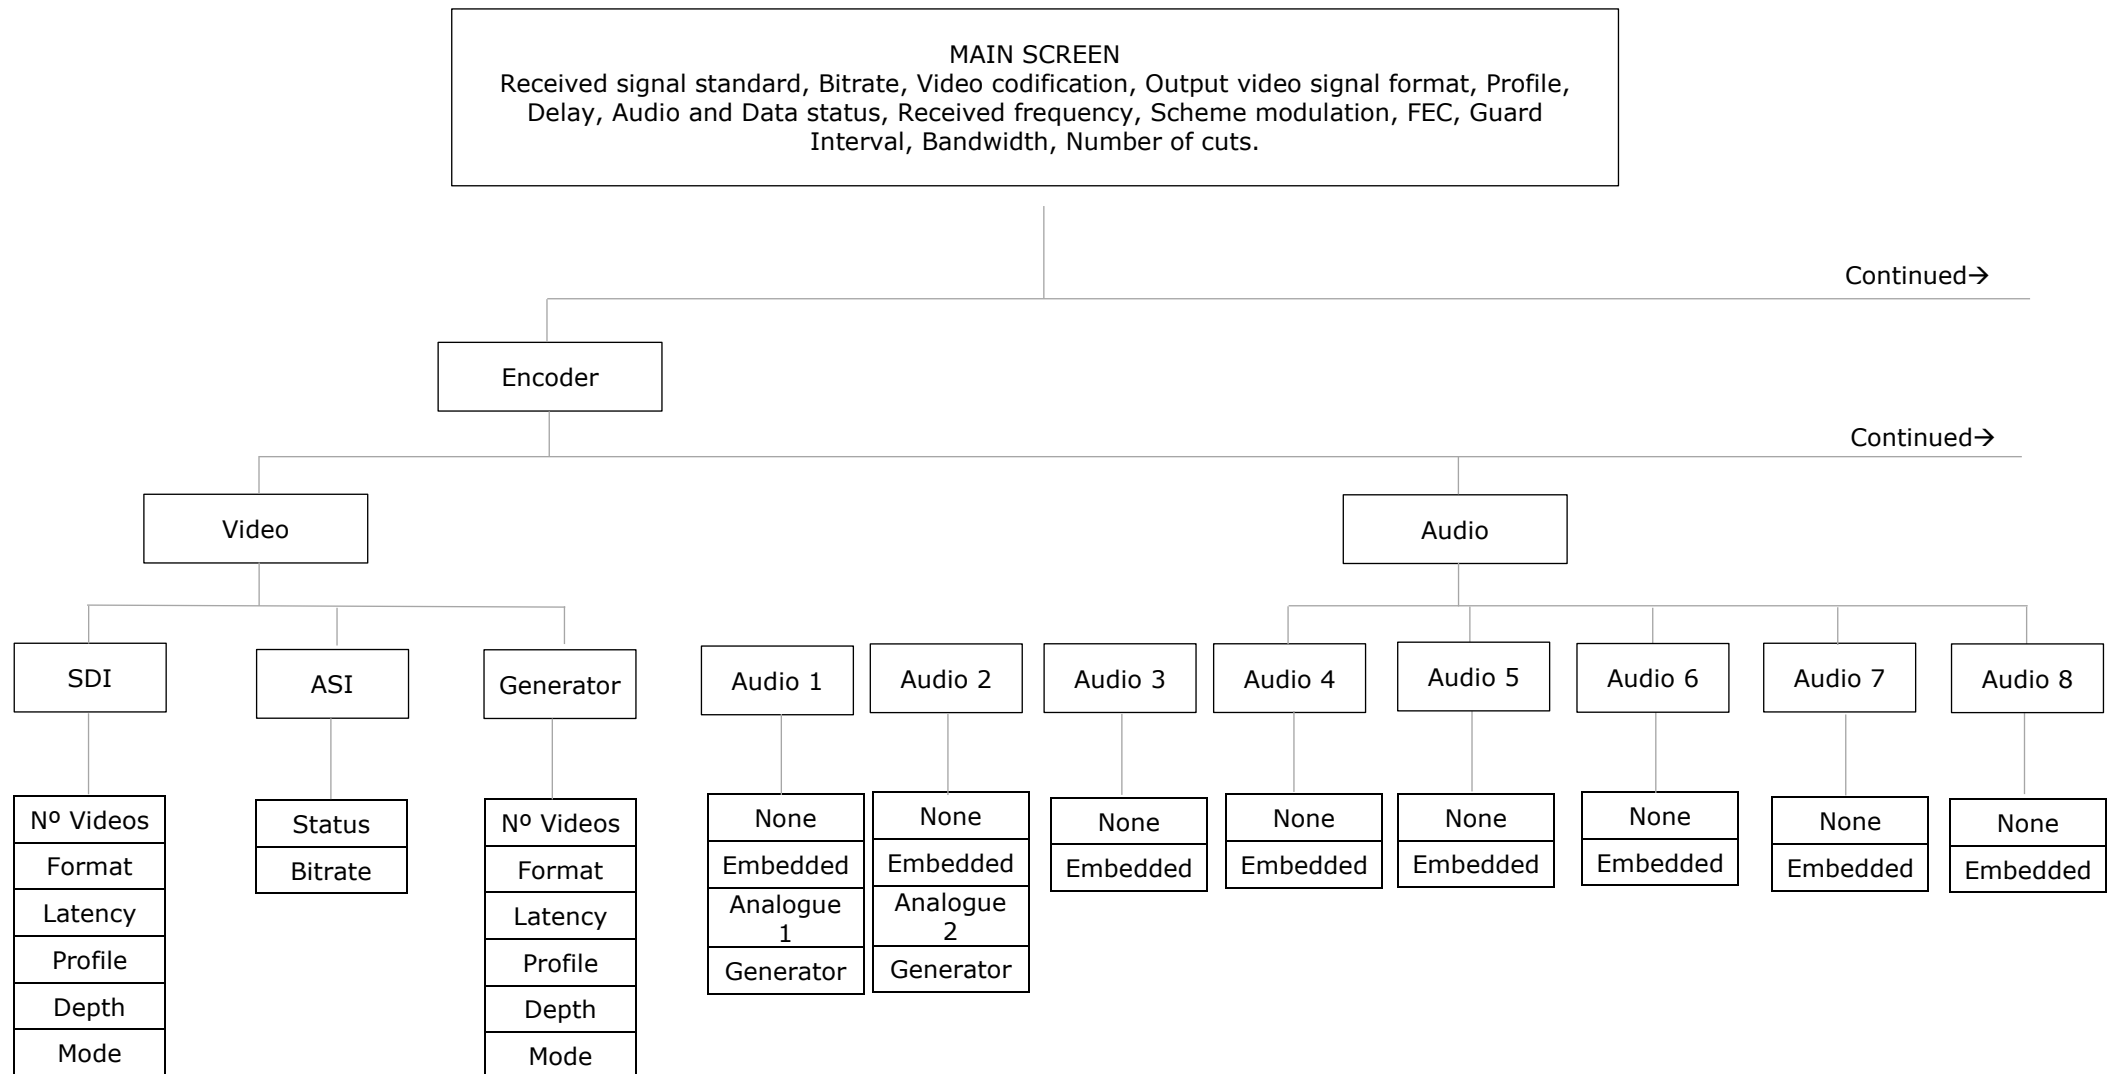 MAIN SCREEN
Received signal standard, Bitrate, Video codification, Output video signal format, Profile,
Delay, Audio and Data status, Received frequency, Scheme modulation, FEC, Guard
Interval, Bandwidth, Number of cuts.
Continued→
Encoder
Continued→
Video
Audio
SDI
ASI
Generator
Audio 1
Audio 2
Audio 3
Audio 4
Audio 5
Audio 6
Audio 7
Audio 8
Nº Videos
Format
Latency
Profile
Depth
Mode
Status
Bitrate
Nº Videos
Format
Latency
Profile
Depth
Mode
None
Embedded
Analogue
1
Generator
None
Embedded
Analogue
2
Generator
None
Embedded
None
Embedded
None
Embedded
None
Embedded
None
Embedded
None
Embedded